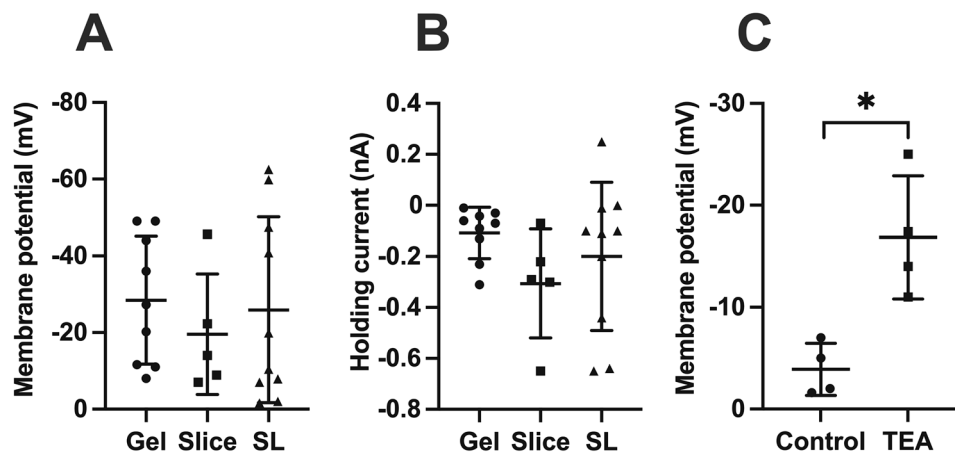 A
B
C
Membrane potential (mV)
-80
-60
-40
-20
0
Gel Slice SL
Holding current (nA)
0.4
0.2
0
-0.2
-0.4
-0.6
-0.8
Gel Slice SL
Membrane potential (mV)
-30
-20
-10
0
*
Control TEA